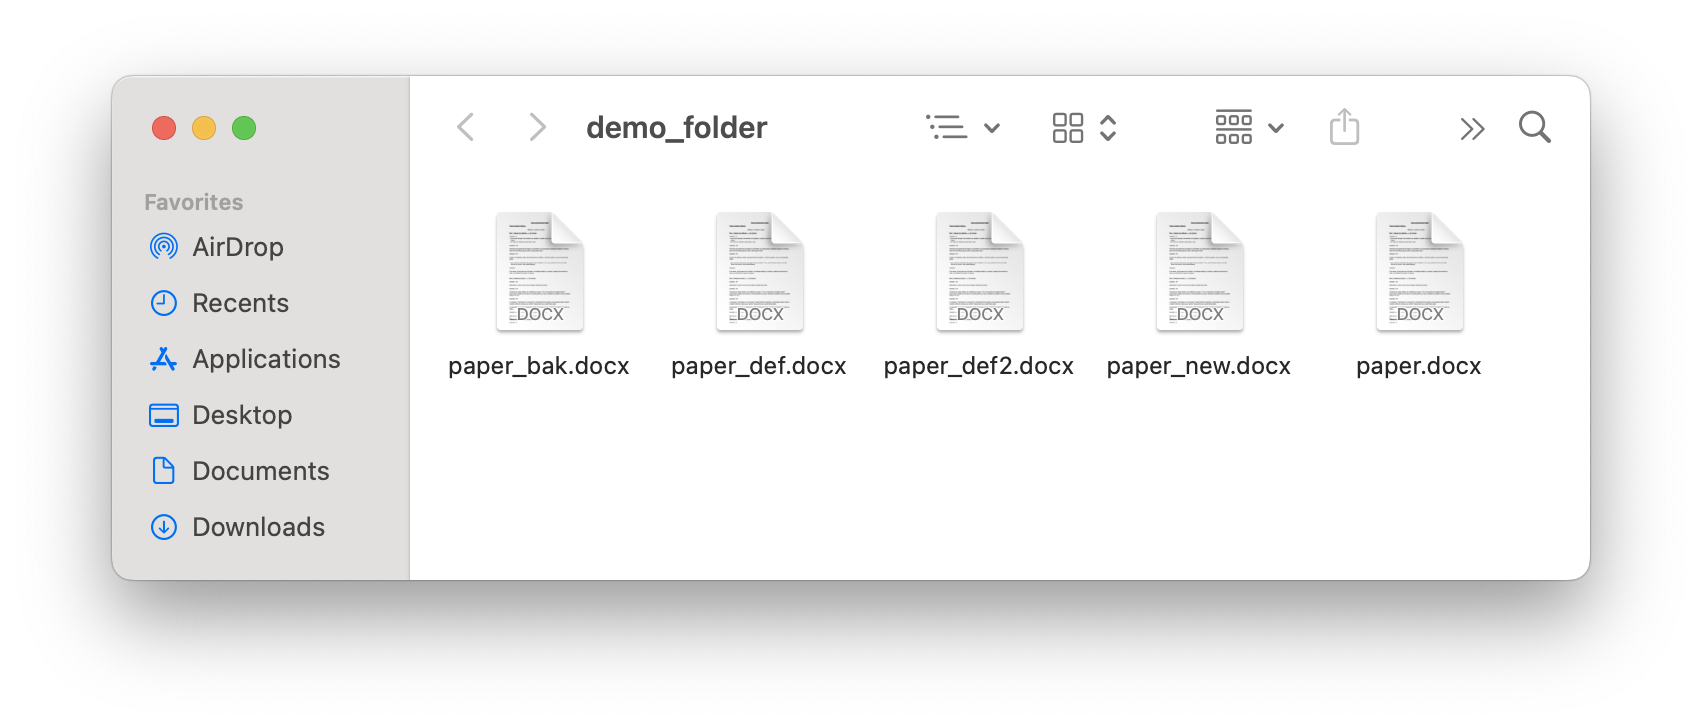 demo_folder
Favorites
AirDrop
Recents
Applications
Desktop
Documents
Downloads
DOCX DOCX DOCX DOCX DOCX
paper_bak.docx paper_def.docx paper_def2.docx paper_new.docx paper.docx